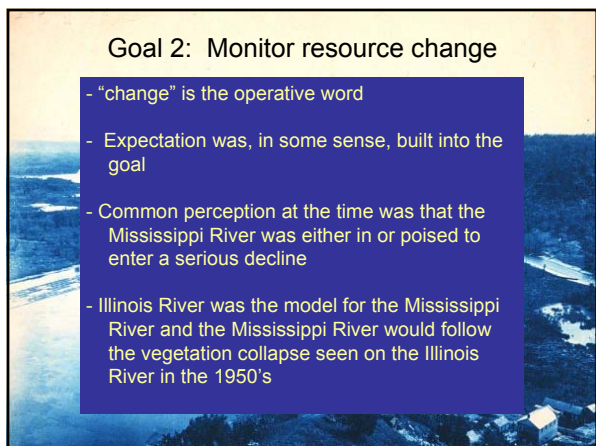 Goal 2:  Monitor resource change
- “change” is the operative word
-  Expectation was, in some sense, built into the
goal
- Common perception at the time was that the
Mississippi River was either in or poised to
enter a serious decline
- Illinois River was the model for the Mississippi
River and the Mississippi River would follow
the vegetation collapse seen on the Illinois
River in the 1950’s